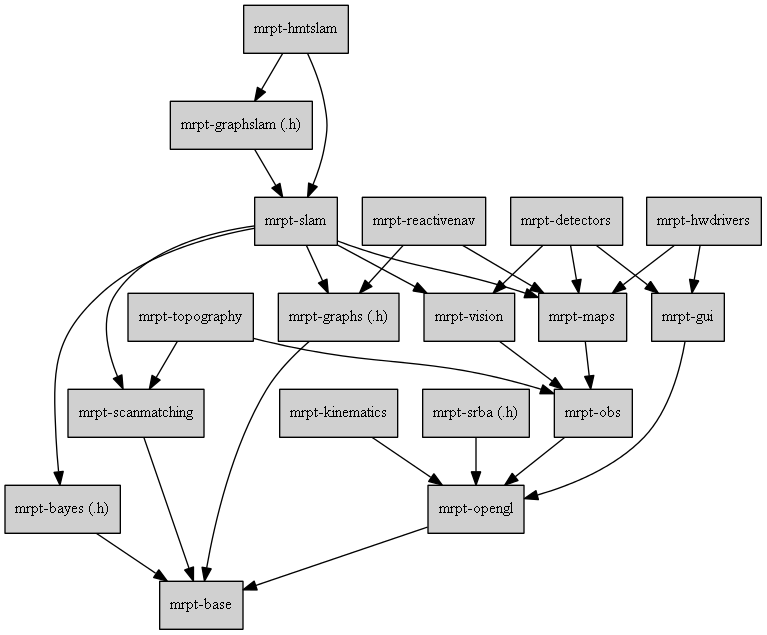 mrpt-hmtslam
mrpt-graphslam (.h)
mrpt-slam
mrpt-reactivenav
mrpt-detectors
mrpt-hwdrivers
mrpt-topography
mrpt-graphs (.h)
mrpt-vision
mrpt-maps
mrpt-gui
mrpt-scanmatching
mrpt-kinematics
mrpt-srba (.h)
mrpt-obs
mrpt-bayes (.h)
mrpt-opengl
mrpt-base